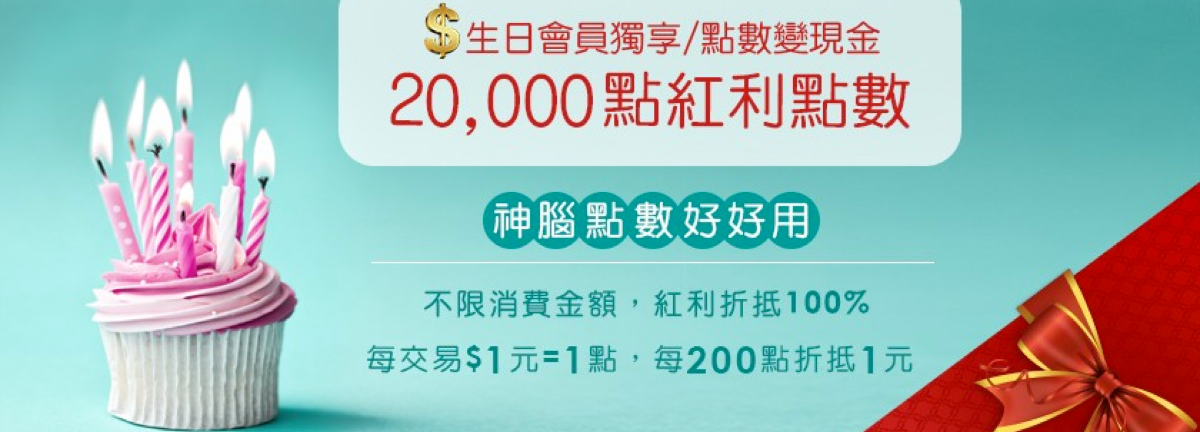 $生日會員獨享/點數變現金
20,000點紅利點數
神腦點數好好用
不限消費金額，紅利折抵100%
每交易$1元=1點，每200點折抵1元